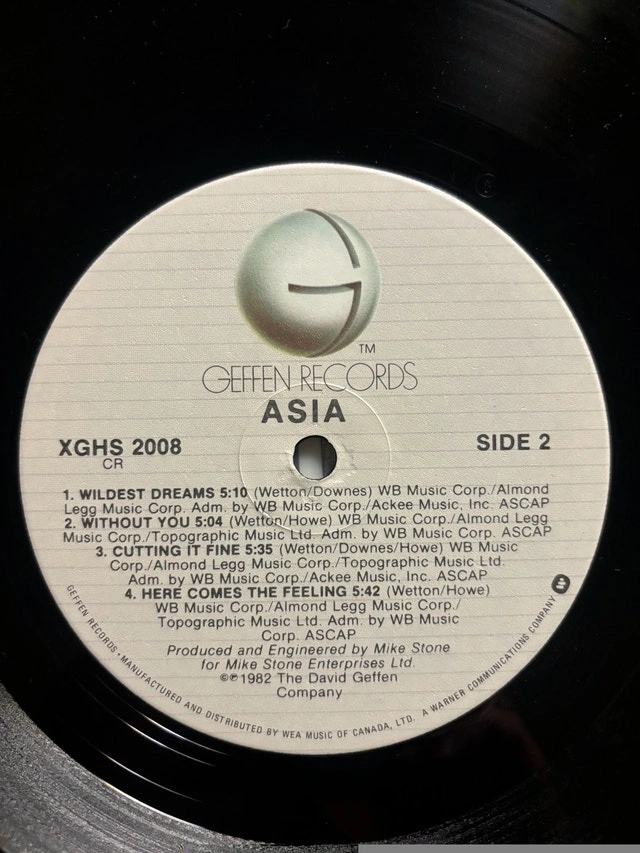 TM
GEFFEN RECORDS
ASIA
XGHS 2008
CR
SIDE 2
1. WILDEST DREAMS 5:10 (Wetton/Downes) WB Music Corp./Almond
Legg Music Corp. Adm. by WB Music Corp./Ackee Music, Inc. ASCAP
2. WITHOUT YOU 5:04 (Wetton/Howe) WB Music Corp./Almond Legg
Music Corp./Topographic Music Ltd. Adm. by WB Music Corp. ASCAP
3. CUTTING IT FINE 5:35 (Wetton/Downes/Howe) WB Music
Corp./Almond Legg Music Corp./Topographic Music Ltd.
Adm. by WB Music Corp./Ackee Music, Inc. ASCAP
4. HERE COMES THE FEELING 5:42 (Wetton/Howe)
WB Music Corp./Almond Legg Music Corp./
Topographic Music Ltd. Adm. by WB Music
Corp. ASCAP
Produced and Engineered by Mike Stone
for Mike Stone Enterprises Ltd.
©℗1982 The David Geffen
Company
GEFFEN RECORDS • MANUFACTURED AND DISTRIBUTED BY WEA MUSIC OF CANADA, LTD. A WARNER COMMUNICATIONS COMPANY